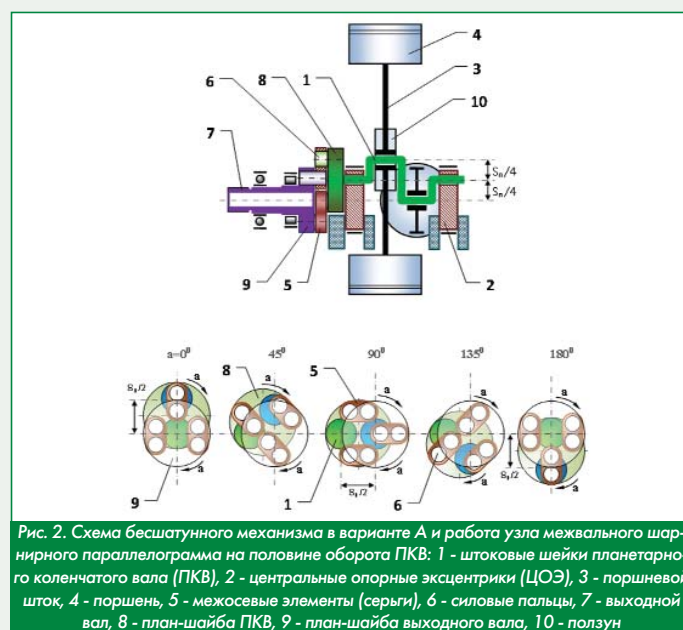 4
3
6 8 1
10
7
Sп/4
Sп/4
9 5 2
a=0⁰ 45⁰ 90⁰ 135⁰ 180⁰
8 5
a a a a a
Sп/2 Sп/2
a a a a a
Sп/2
9 1 6
Рис. 2. Схема бесшатунного механизма в варианте А и работа узла межвального шар-
нирного параллелограмма на половине оборота ПКВ: 1 - штоковые шейки планетарно-
го коленчатого вала (ПКВ), 2 - центральные опорные эксцентрики (ЦОЭ), 3 - поршневой
шток, 4 - поршень, 5 - межосевые элементы (серьги), 6 - силовые пальцы, 7 - выходной
вал, 8 - план-шайба ПКВ, 9 - план-шайба выходного вала, 10 - ползун